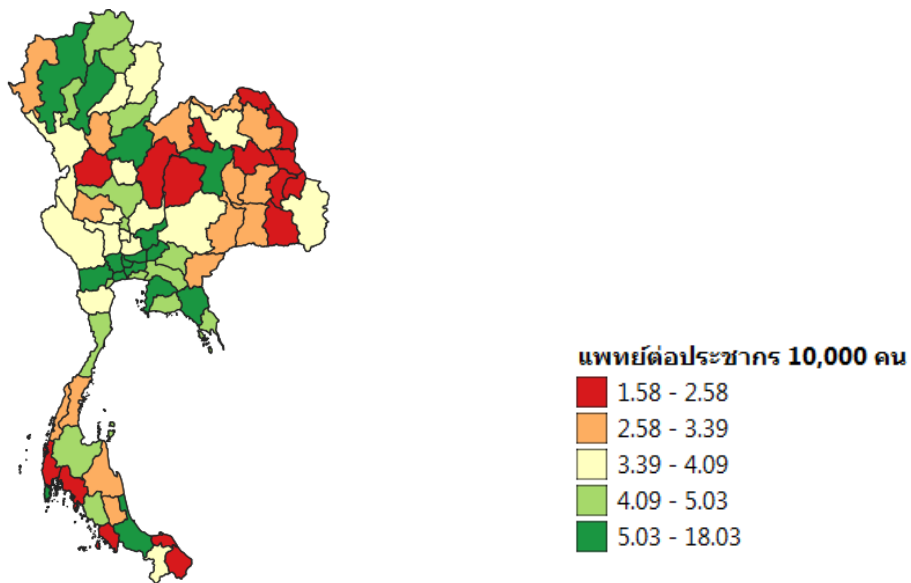 แพทย์ต่อประชากร 10,000 คน
1.58 - 2.58
2.58 - 3.39
3.39 - 4.09
4.09 - 5.03
5.03 - 18.03